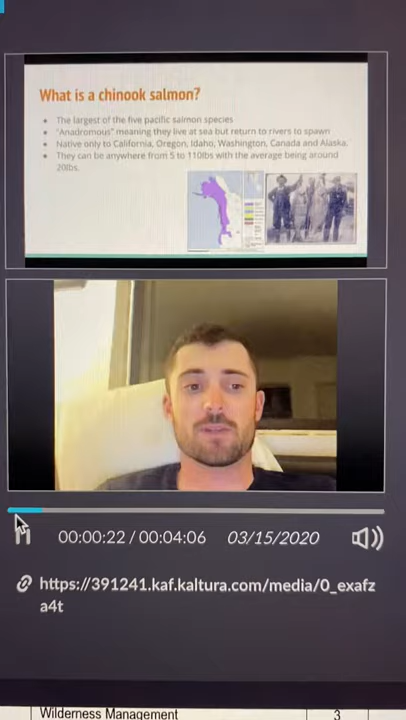 What is a chinook salmon?
• The largest of the five pacific salmon species
• "Anadromous" meaning they live at sea but return to rivers to spawn
• Native only to California, Oregon, Idaho, Washington, Canada and Alaska.
• They can be anywhere from 5 to 110lbs with the average being around
20lbs.
00:00:22 / 00:04:06 03/15/2020
https://391241.kaf.kaltura.com/media/0_exafz
a4t
Wilderness Management 3